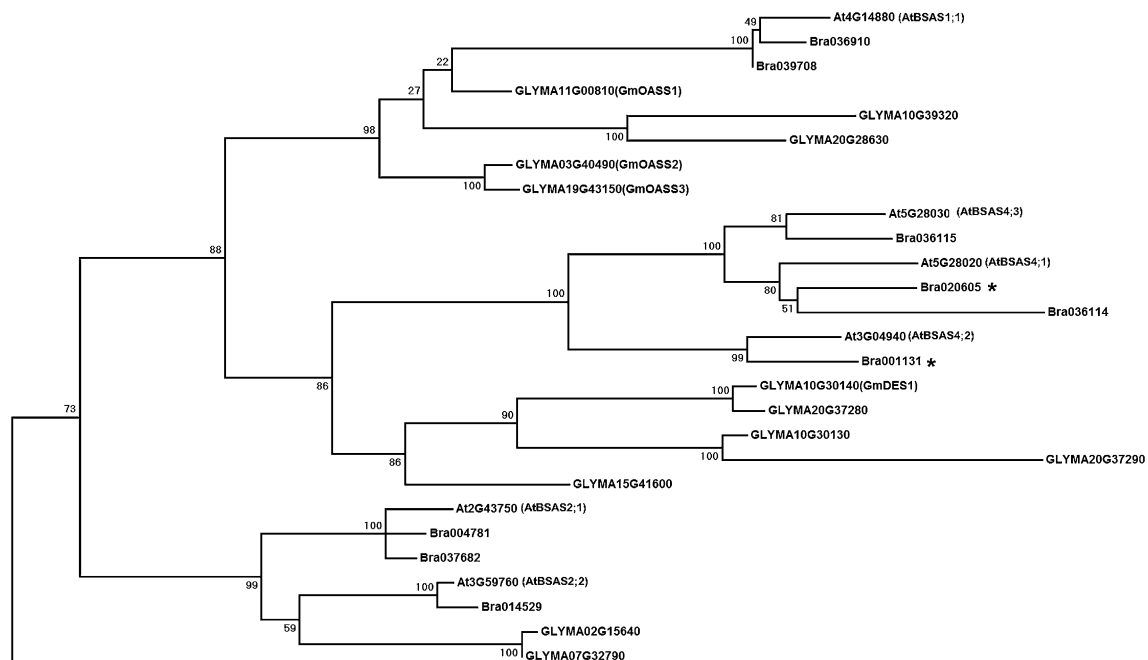 At4G14880 (AtBSAS1;1)
49
Bra036910
100
Bra039708
22
GLYMA11G00810(GmOASS1)
27
GLYMA10G39320
100
GLYMA20G28630
98
GLYMA03G40490(GmOASS2)
100
GLYMA19G43150(GmOASS3)
At5G28030 (AtBSAS4;3)
81
Bra036115
100
88
At5G28020 (AtBSAS4;1)
80
Bra020605 *
51
Bra036114
100
At3G04940 (AtBSAS4;2)
99
Bra001131 *
86
GLYMA10G30140(GmDES1)
100
GLYMA20G37280
73
90
GLYMA10G30130
100
GLYMA20G37290
86
GLYMA15G41600
At2G43750 (AtBSAS2;1)
100
Bra004781
Bra037682
99
At3G59760 (AtBSAS2;2)
100
Bra014529
59
GLYMA02G15640
100
GLYMA07G32790